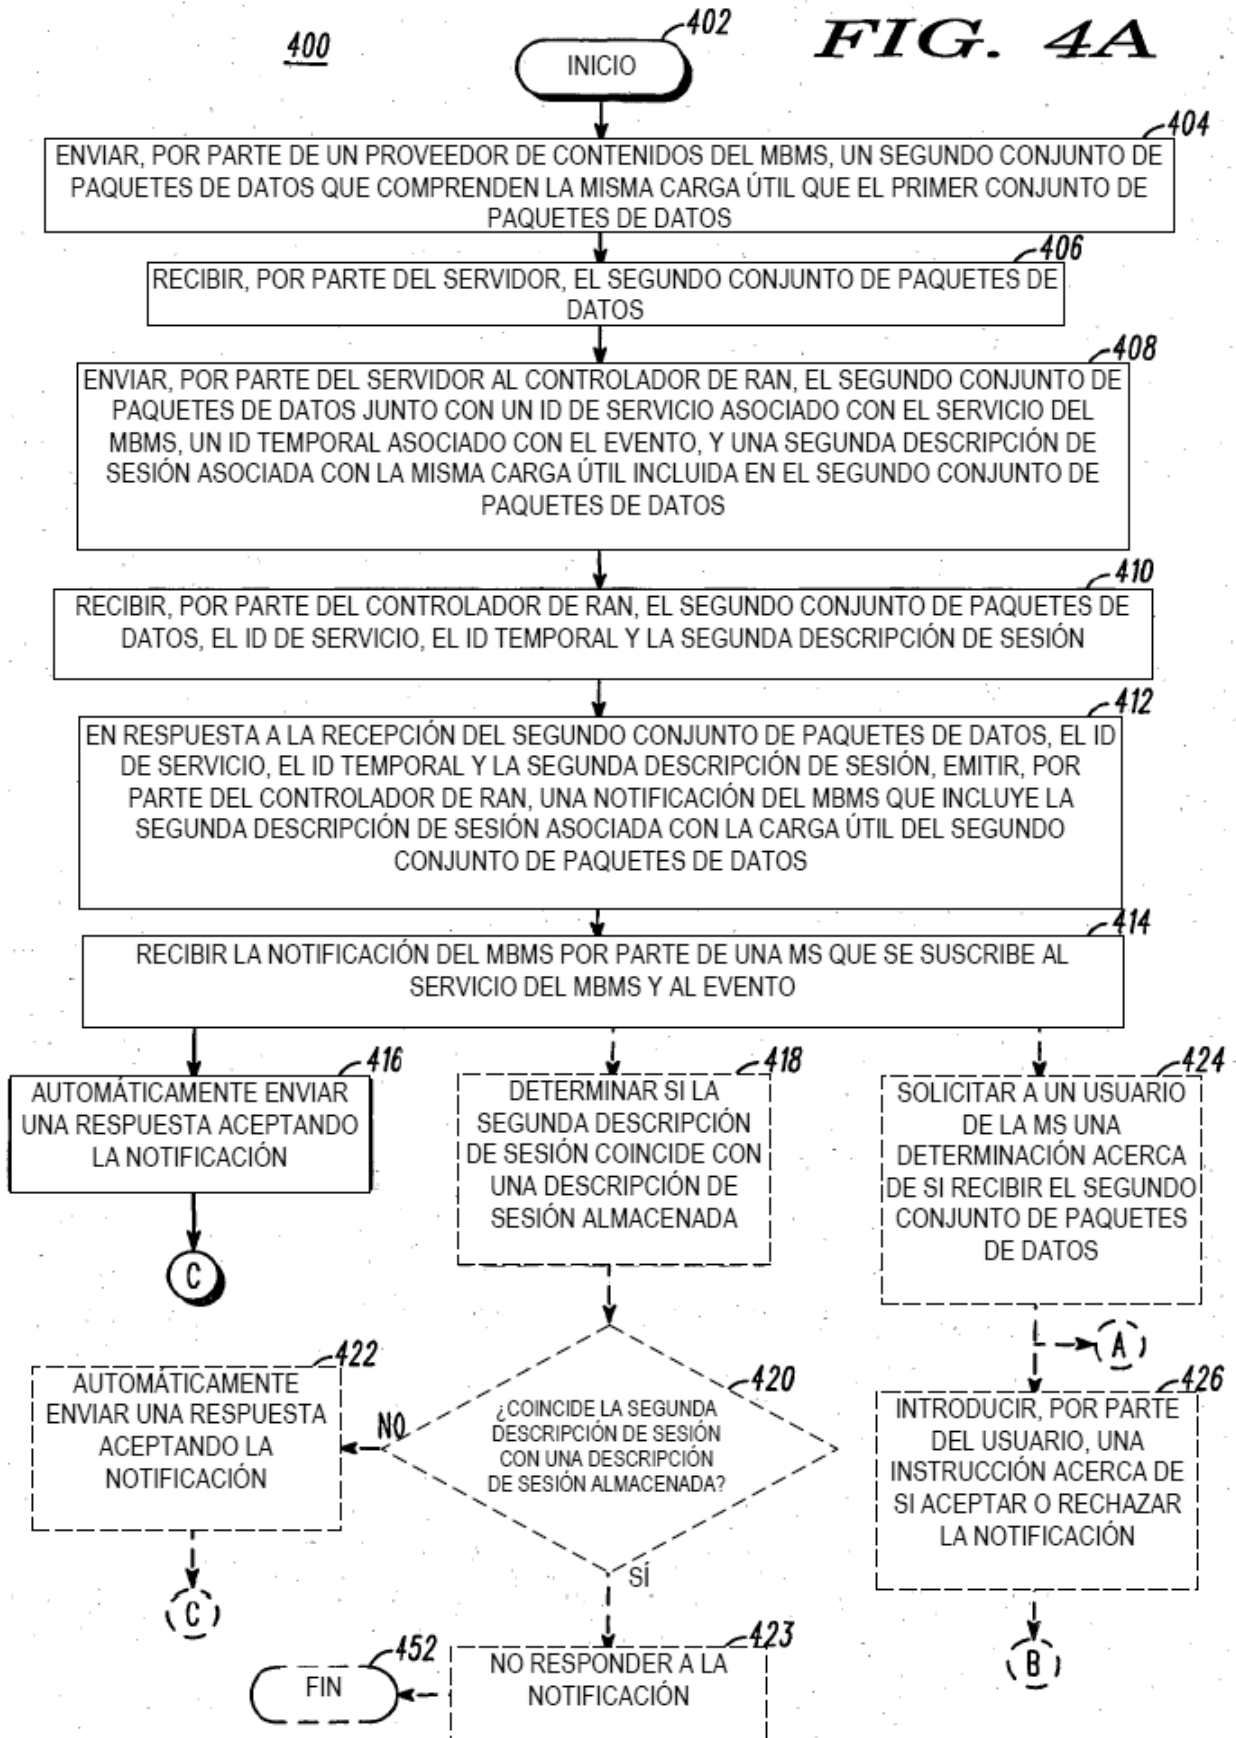 400
402
FIG. 4A
INICIO
404
ENVIAR, POR PARTE DE UN PROVEEDOR DE CONTENIDOS DEL MBMS, UN SEGUNDO CONJUNTO DE
PAQUETES DE DATOS QUE COMPRENDEN LA MISMA CARGA ÚTIL QUE EL PRIMER CONJUNTO DE
PAQUETES DE DATOS
406
RECIBIR, POR PARTE DEL SERVIDOR, EL SEGUNDO CONJUNTO DE PAQUETES DE
DATOS
408
ENVIAR, POR PARTE DEL SERVIDOR AL CONTROLADOR DE RAN, EL SEGUNDO CONJUNTO DE
PAQUETES DE DATOS JUNTO CON UN ID DE SERVICIO ASOCIADO CON EL SERVICIO DEL
MBMS, UN ID TEMPORAL ASOCIADO CON EL EVENTO, Y UNA SEGUNDA DESCRIPCIÓN DE
SESIÓN ASOCIADA CON LA MISMA CARGA ÚTIL INCLUIDA EN EL SEGUNDO CONJUNTO DE
PAQUETES DE DATOS
410
RECIBIR, POR PARTE DEL CONTROLADOR DE RAN, EL SEGUNDO CONJUNTO DE PAQUETES DE
DATOS, EL ID DE SERVICIO, EL ID TEMPORAL Y LA SEGUNDA DESCRIPCIÓN DE SESIÓN
412
EN RESPUESTA A LA RECEPCIÓN DEL SEGUNDO CONJUNTO DE PAQUETES DE DATOS, EL ID
DE SERVICIO, EL ID TEMPORAL Y LA SEGUNDA DESCRIPCIÓN DE SESIÓN, EMITIR, POR
PARTE DEL CONTROLADOR DE RAN, UNA NOTIFICACIÓN DEL MBMS QUE INCLUYE LA
SEGUNDA DESCRIPCIÓN DE SESIÓN ASOCIADA CON LA CARGA ÚTIL DEL SEGUNDO
CONJUNTO DE PAQUETES DE DATOS
414
RECIBIR LA NOTIFICACIÓN DEL MBMS POR PARTE DE UNA MS QUE SE SUSCRIBE AL
SERVICIO DEL MBMS Y AL EVENTO
416
AUTOMÁTICAMENTE ENVIAR
UNA RESPUESTA ACEPTANDO
LA NOTIFICACIÓN
C
418
DETERMINAR SI LA
SEGUNDA DESCRIPCIÓN
DE SESIÓN COINCIDE CON
UNA DESCRIPCIÓN DE
SESIÓN ALMACENADA
424
SOLICITAR A UN USUARIO
DE LA MS UNA
DETERMINACIÓN ACERCA
DE SI RECIBIR EL SEGUNDO
CONJUNTO DE PAQUETES
DE DATOS
A
422
AUTOMÁTICAMENTE
ENVIAR UNA RESPUESTA
ACEPTANDO LA
NOTIFICACIÓN
C
NO
420
¿COINCIDE LA SEGUNDA
DESCRIPCIÓN DE SESIÓN
CON UNA DESCRIPCIÓN
DE SESIÓN ALMACENADA?
SÍ
426
INTRODUCIR, POR PARTE
DEL USUARIO, UNA
INSTRUCCIÓN ACERCA DE
SI ACEPTAR O RECHAZAR
LA NOTIFICACIÓN
B
452
FIN
423
NO RESPONDER A LA
NOTIFICACIÓN